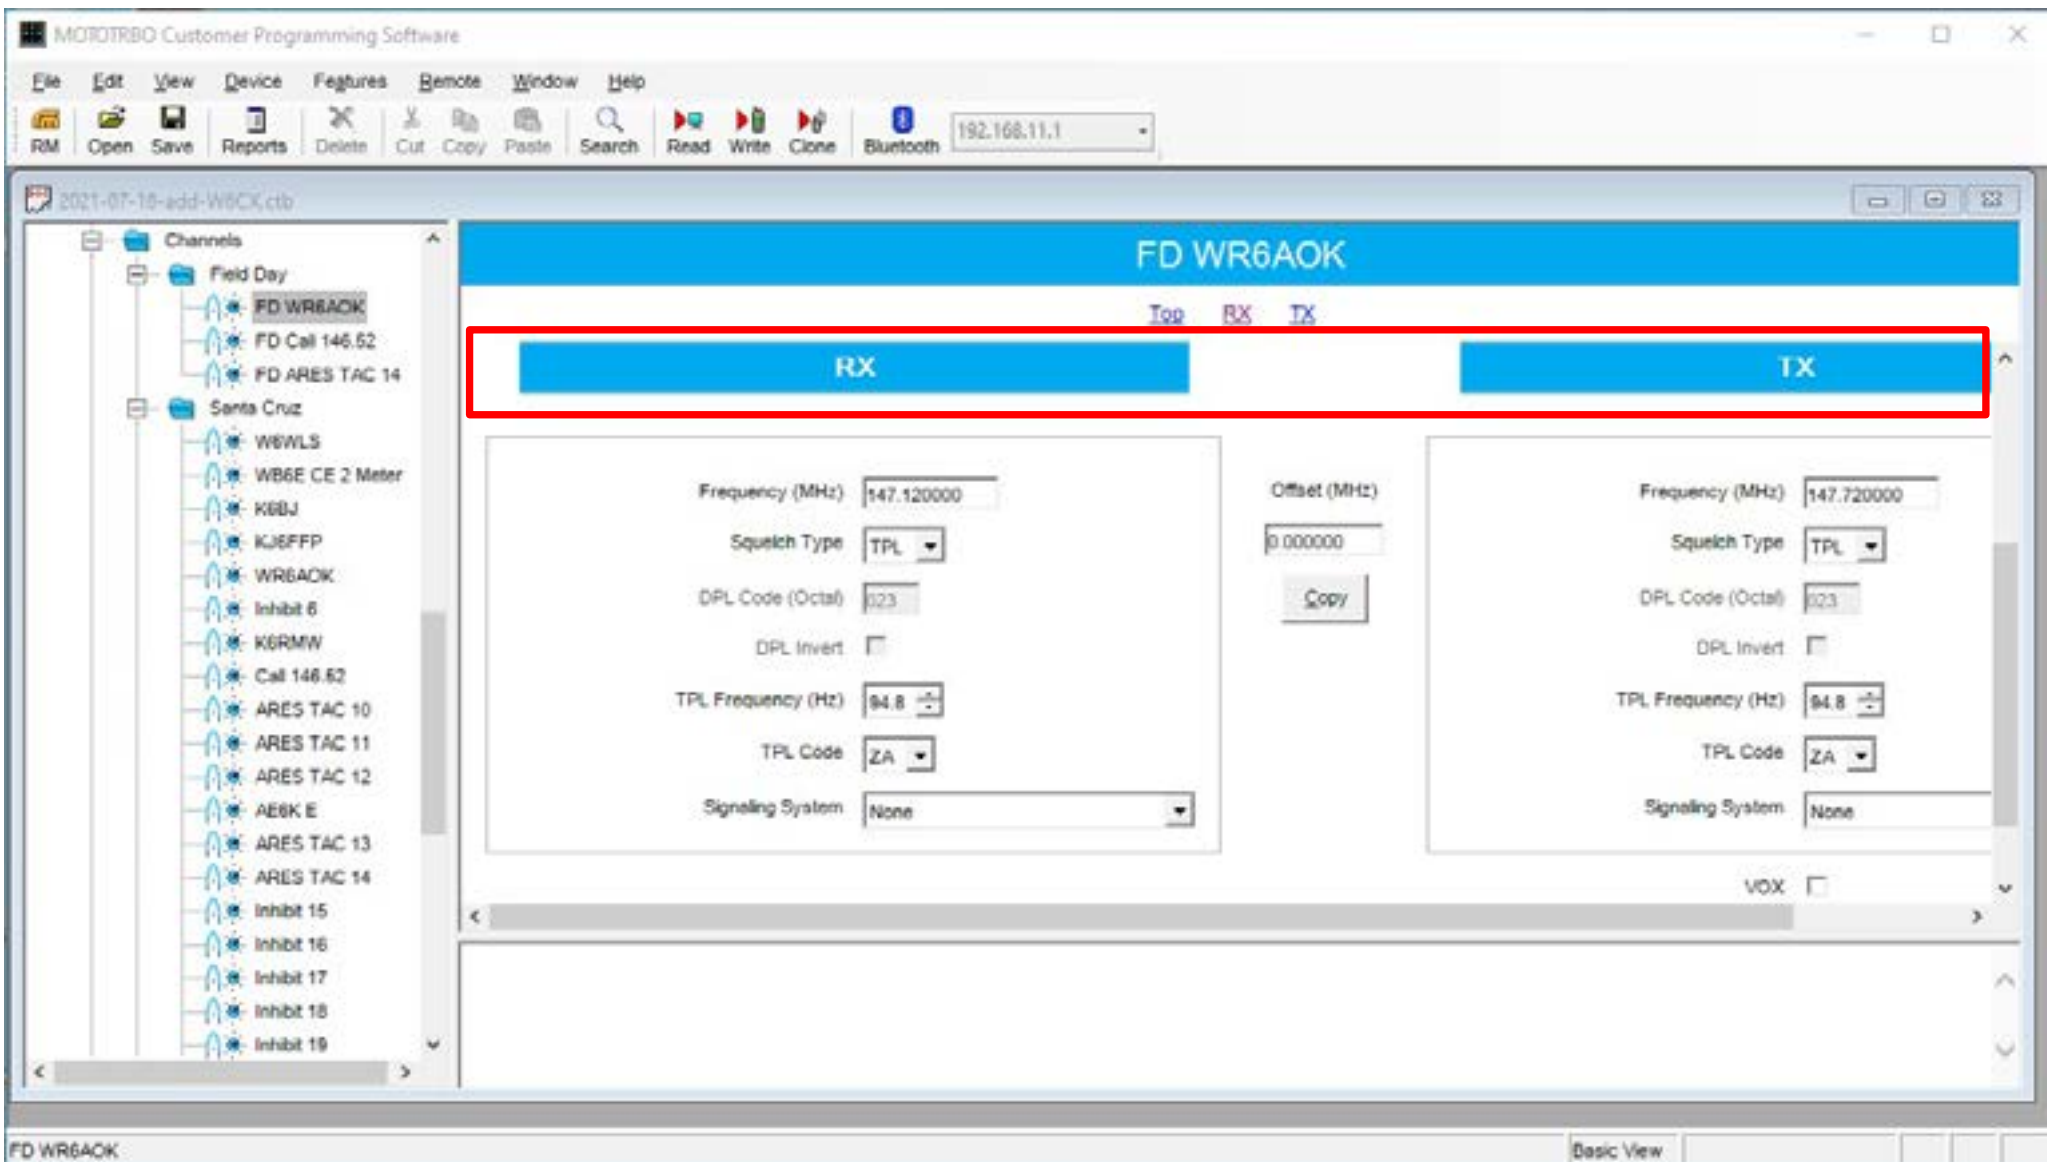 MOTOTRBO Customer Programming Software
File Edit View Device Features Remote Window Help
RM Open Save Reports Delete Cut Copy Paste Search Read Write Clone Bluetooth 192.168.11.1
2021-07-18-add-W6CX.ctb
Channels
Field Day
FD WR6AOK
FD Call 146.52
FD ARES TAC 14
Santa Cruz
W6WLS
WB6E CE 2 Meter
K6BJ
KJ6FFP
WR6AOK
Inhibit 6
K6RMW
Call 146.52
ARES TAC 10
ARES TAC 11
ARES TAC 12
AE6K E
ARES TAC 13
ARES TAC 14
Inhibit 15
Inhibit 16
Inhibit 17
Inhibit 18
Inhibit 19
FD WR6AOK
Top RX TX
RX TX
Frequency (MHz) 147.120000
Squelch Type TPL
DPL Code (Octal) 023
DPL Invert
TPL Frequency (Hz) 94.8
TPL Code ZA
Signaling System None
Offset (MHz)
0.000000
Copy
Frequency (MHz) 147.720000
Squelch Type TPL
DPL Code (Octal) 023
DPL Invert
TPL Frequency (Hz) 94.8
TPL Code ZA
Signaling System None
VOX
FD WR6AOK Basic View